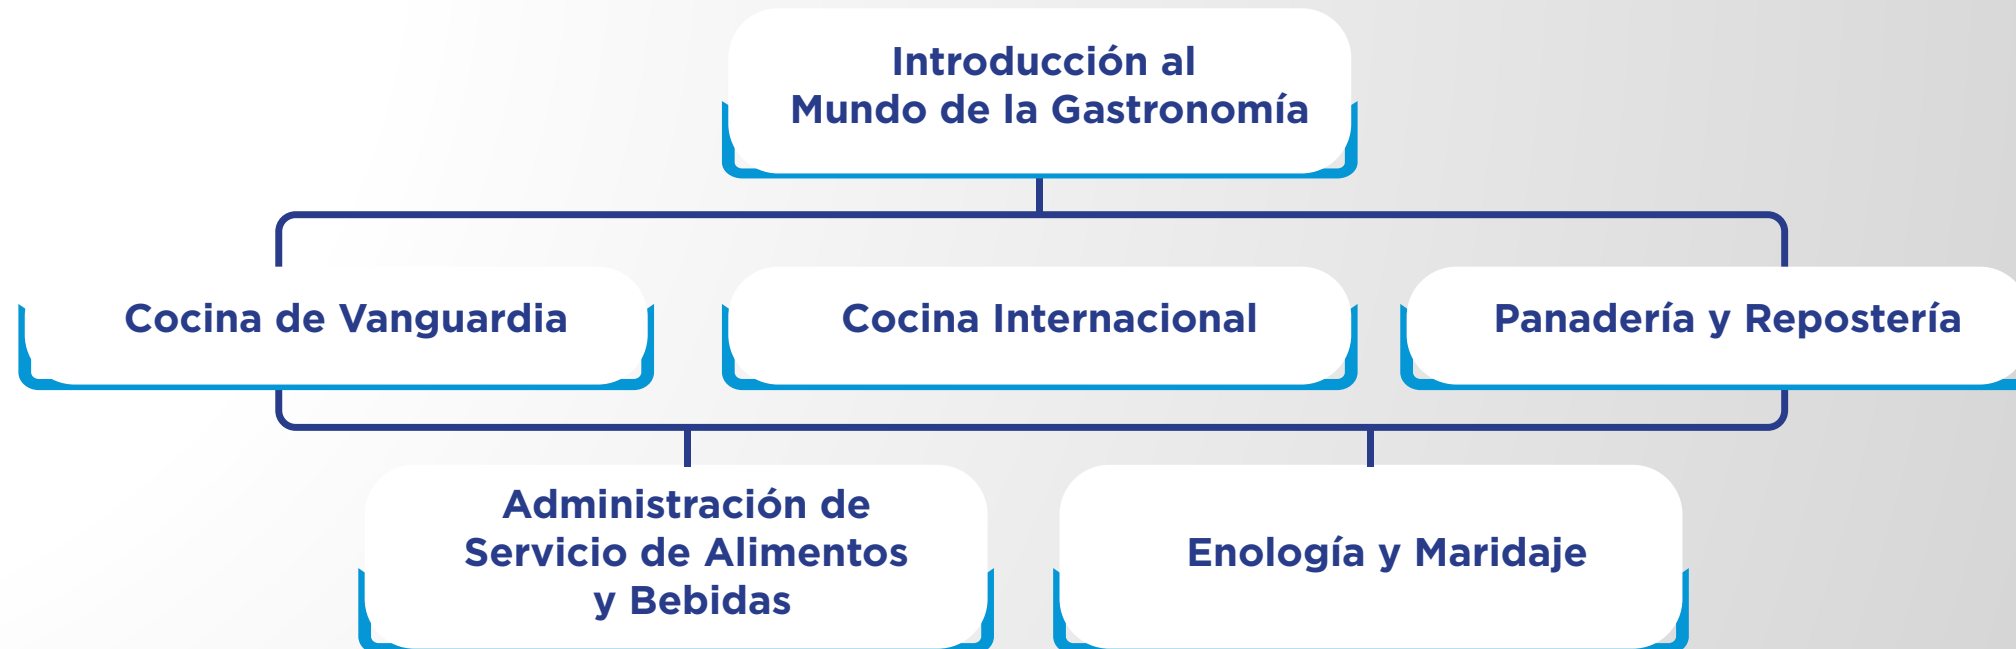 Introducción al
Mundo de la Gastronomía
Cocina de Vanguardia
Cocina Internacional
Panadería y Repostería
Administración de
Servicio de Alimentos
y Bebidas
Enología y Maridaje